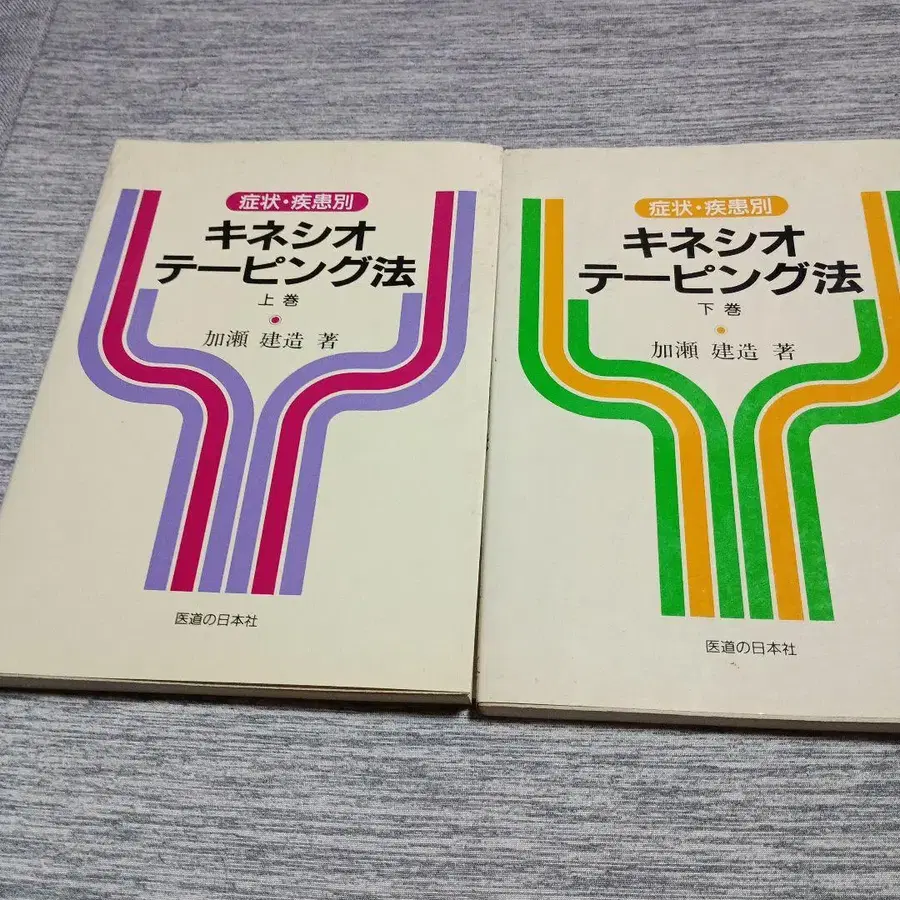 症状・疾患別
キネシオ
テーピング法
上巻
加瀬 建造 著
医道の日本社
症状・疾患別
キネシオ
テーピング法
下巻
加瀬 建造 著
医道の日本社